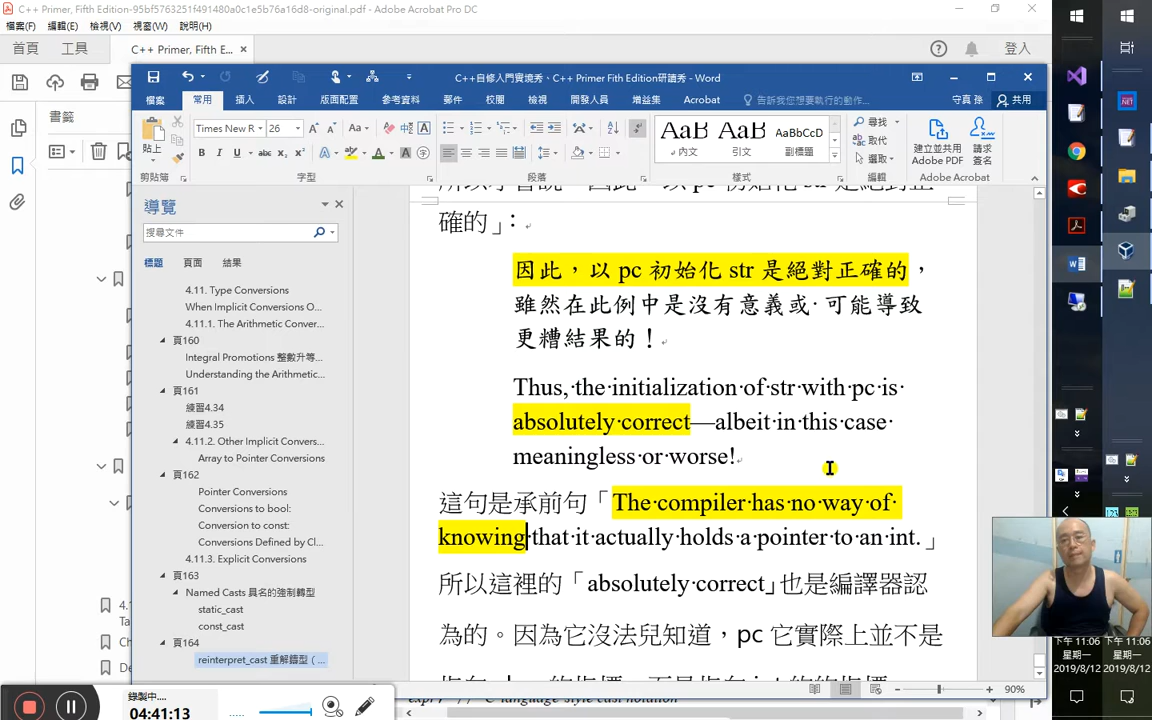 C++ Primer, Fifth Edition-95bf5763251f491480a0c1e5b76a16d8-original.pdf - Adobe Acrobat Pro DC
檔案(F) 編輯(E) 檢視(V) 視窗(W) 說明(H)
首頁 工具 C++ Primer, Fifth E... × 登入
書籤
C++自修入門實境秀、C++ Primer Fifth Edition研讀秀 - Word
檔案 常用 插入 設計 版面配置 參考資料 郵件 校閱 檢視 開發人員 增益集 Acrobat 告訴我您想要執行的動作... 守真 孫 共用
貼上 Times New R 26 AaB AaB AaBbCcD 尋找 取代 選取
內文 引文 副標題 建立並共用 Adobe PDF 請求簽名
剪貼簿 字型 段落 樣式 編輯 Adobe Acrobat
導覽
搜尋文件
標題 頁面 結果
4.11. Type Conversions
When Implicit Conversions O...
4.11.1. The Arithmetic Conver...
頁160
Integral Promotions 整數升等...
Understanding the Arithmetic...
頁161
練習4.34
練習4.35
4.11.2. Other Implicit Convers...
Array to Pointer Conversions
頁162
Pointer Conversions
Conversions to bool:
Conversion to const:
Conversions Defined by Cl...
4.11.3. Explicit Conversions
頁163
Named Casts 具名的強制轉型
static_cast
const_cast
頁164
reinterpret_cast 重解鑄型 ( ...
確的」：
因此，以 pc 初始化 str 是絕對正確的，
雖然在此例中是沒有意義或 可能導致
更糟結果的！
Thus, the initialization of str with pc is
absolutely correct—albeit in this case
meaningless or worse!
這句是承前句「The compiler has no way of
knowing that it actually holds a pointer to an int.」
所以這裡的「absolutely correct」也是編譯器認
為的。因為它沒法兒知道，pc 它實際上並不是
90%
錄製中...
04:41:13
下午 11:06
星期一
2019/8/12
下午 11:06
星期一
2019/8/12